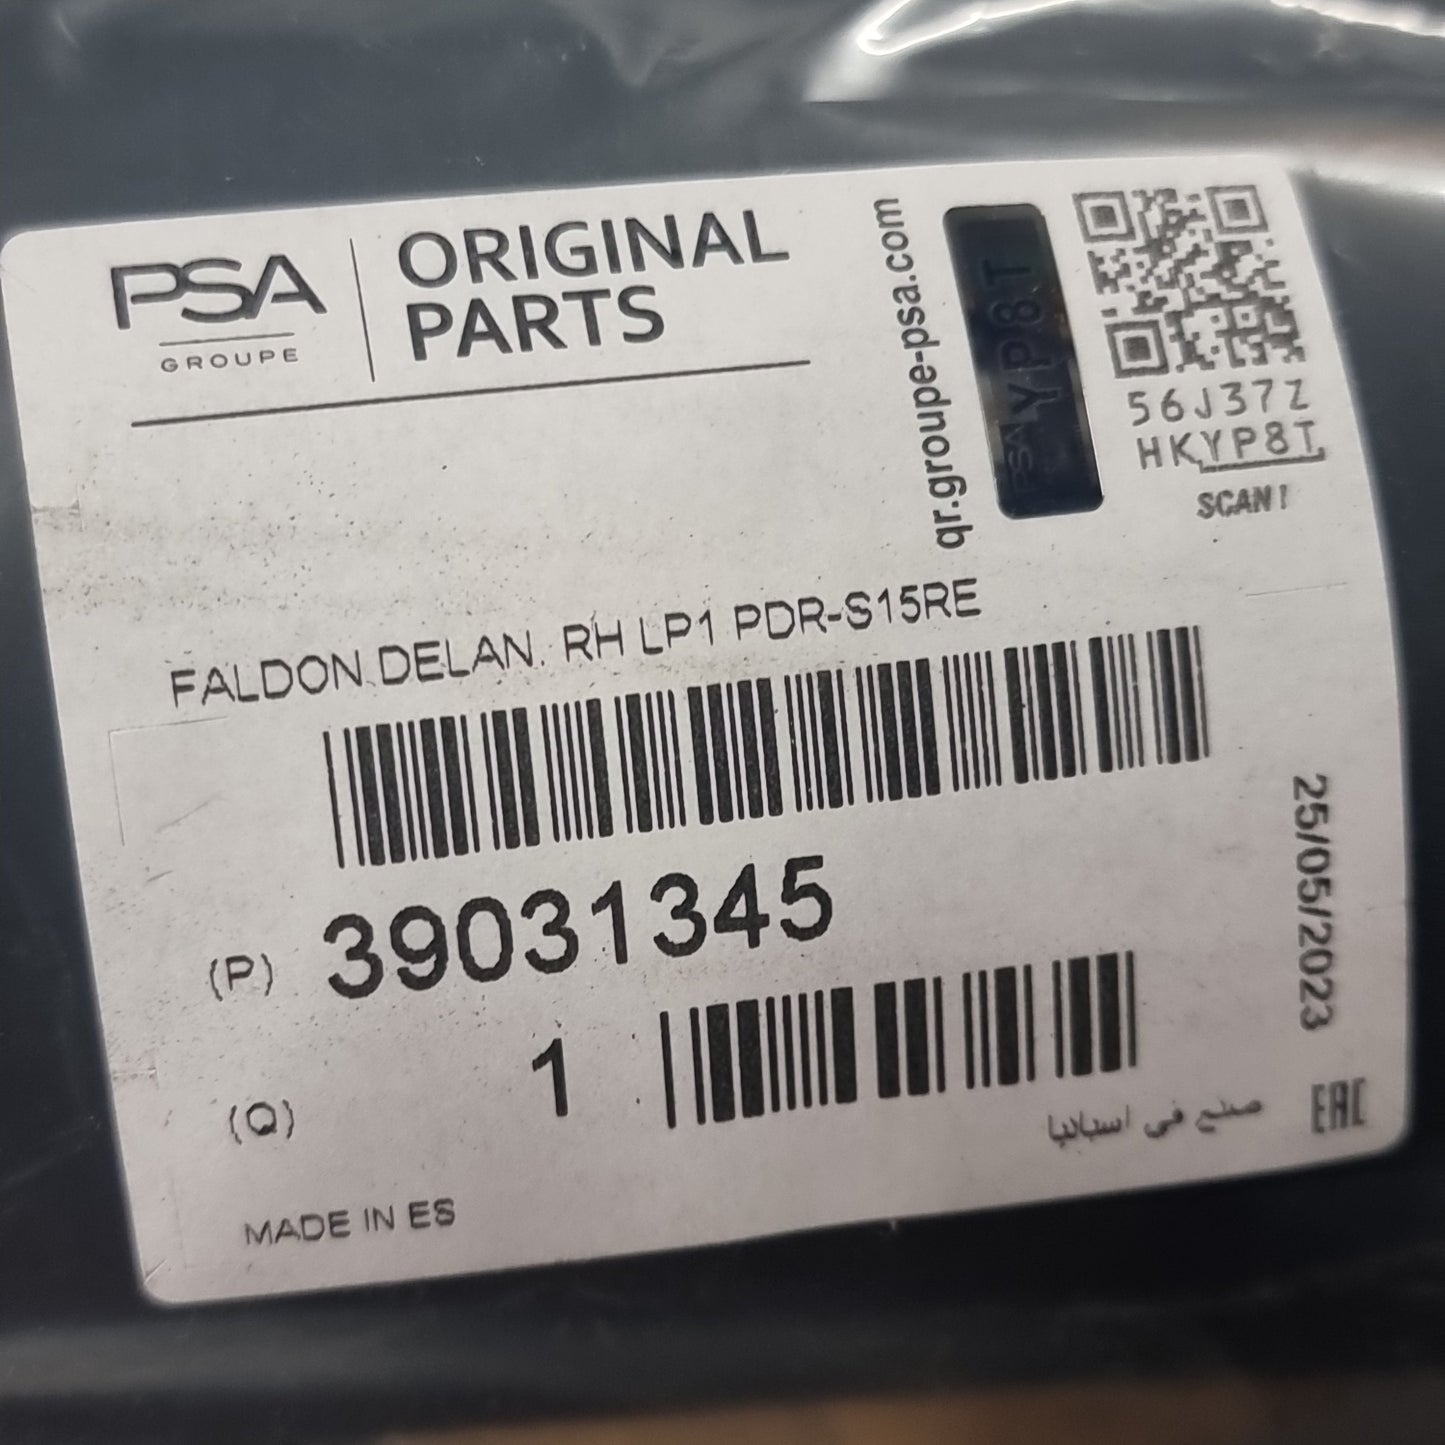 PSA
GROUPE
ORIGINAL
PARTS
qr.groupe-psa.com
PSA YP8T
56J37Z
HKYP8T
SCAN!
FALDON DELAN. RH LP1 PDR-S15RE
(P) 39031345
(Q) 1
25/05/2023
صنع في اسبانيا
EAC
MADE IN ES